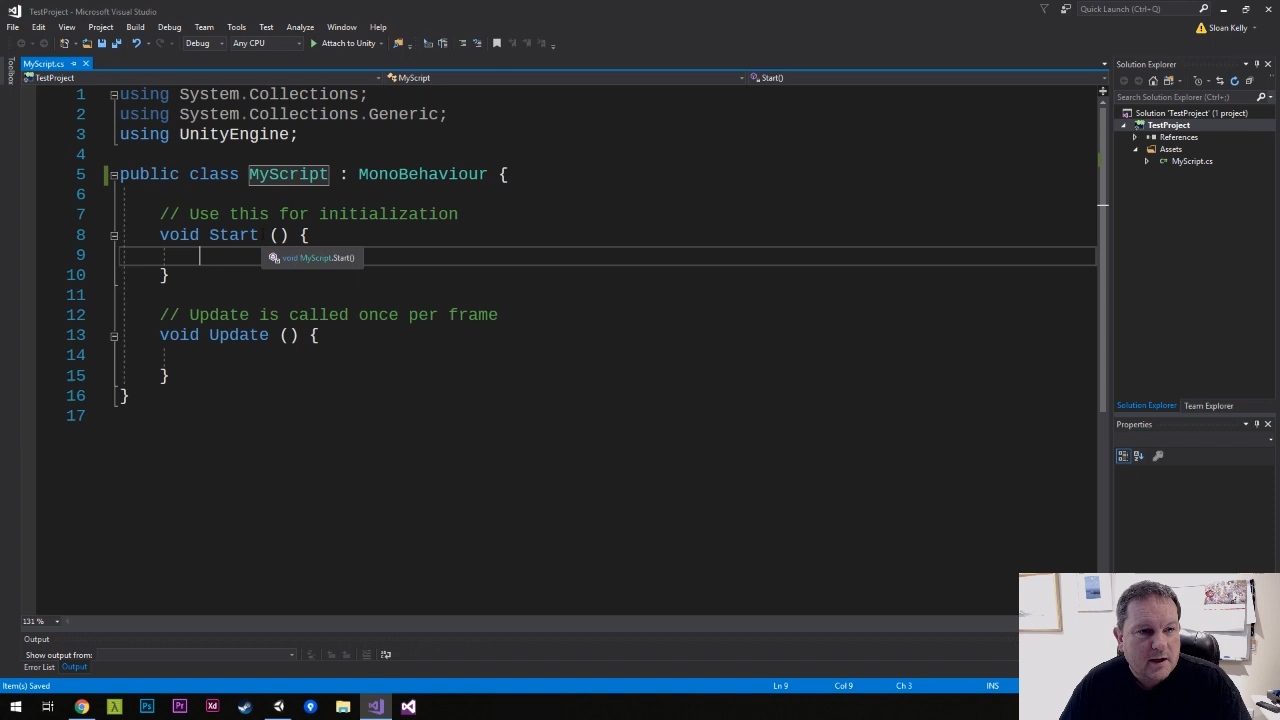 TestProject - Microsoft Visual Studio
Quick Launch (Ctrl+Q)
File Edit View Project Build Debug Team Tools Test Analyze Window Help
Sloan Kelly
Debug Any CPU Attach to Unity
Toolbox
MyScript.cs
TestProject MyScript Start()
1 using System.Collections;
2 using System.Collections.Generic;
3 using UnityEngine;
4
5 public class MyScript : MonoBehaviour {
6
7 // Use this for initialization
8 void Start () {
9
void MyScript.Start()
10 }
11
12 // Update is called once per frame
13 void Update () {
14
15 }
16 }
17
131 %
Output
Show output from:
Error List Output
Item(s) Saved Ln 9 Col 9 Ch 3 INS
Solution Explorer
Search Solution Explorer (Ctrl+;)
Solution 'TestProject' (1 project)
TestProject
References
Assets
MyScript.cs
Solution Explorer Team Explorer
Properties
Ps Pr Xd